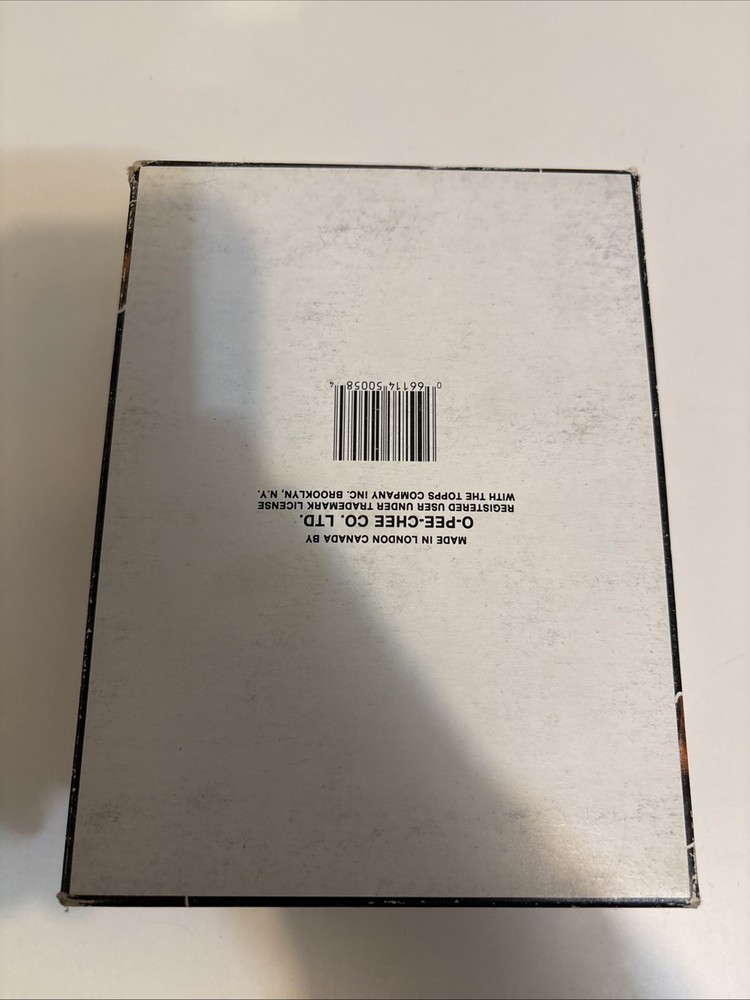 MADE IN LONDON CANADA BY
O-PEE-CHEE CO. LTD.
REGISTERED USER UNDER TRADEMARK LICENSE
WITH THE TOPPS COMPANY INC. BROOKLYN, N.Y.
0 66114 50058 4